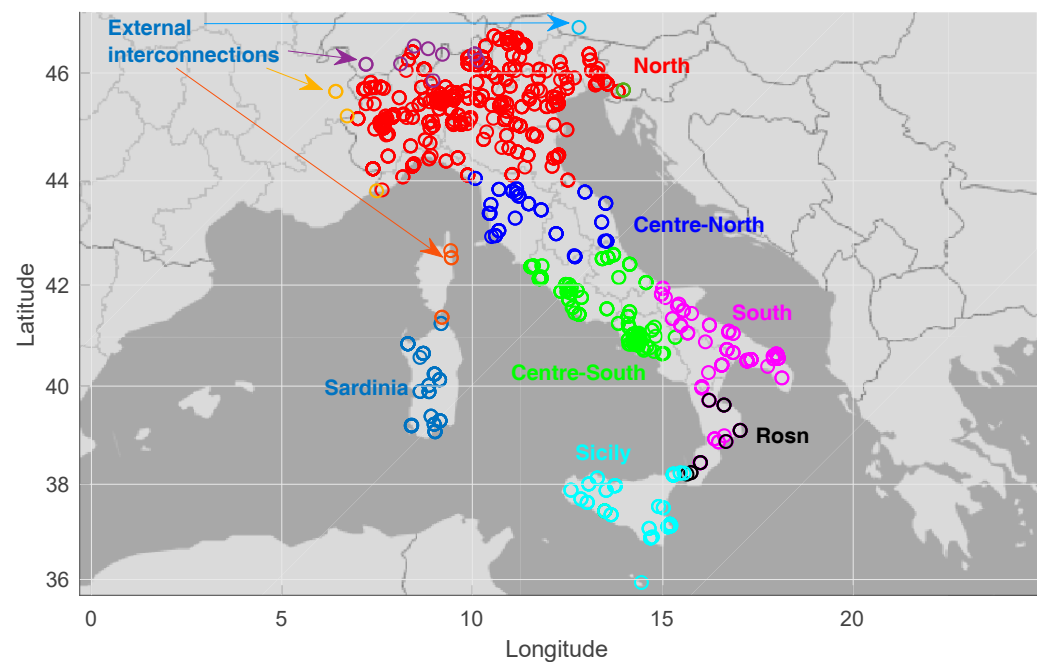 External
interconnections
North
46
44
Centre-North
42
South
Centre-South
Sardinia
40
Rosn
Sicily
38
36
Latitude
0
5
10
15
20
Longitude